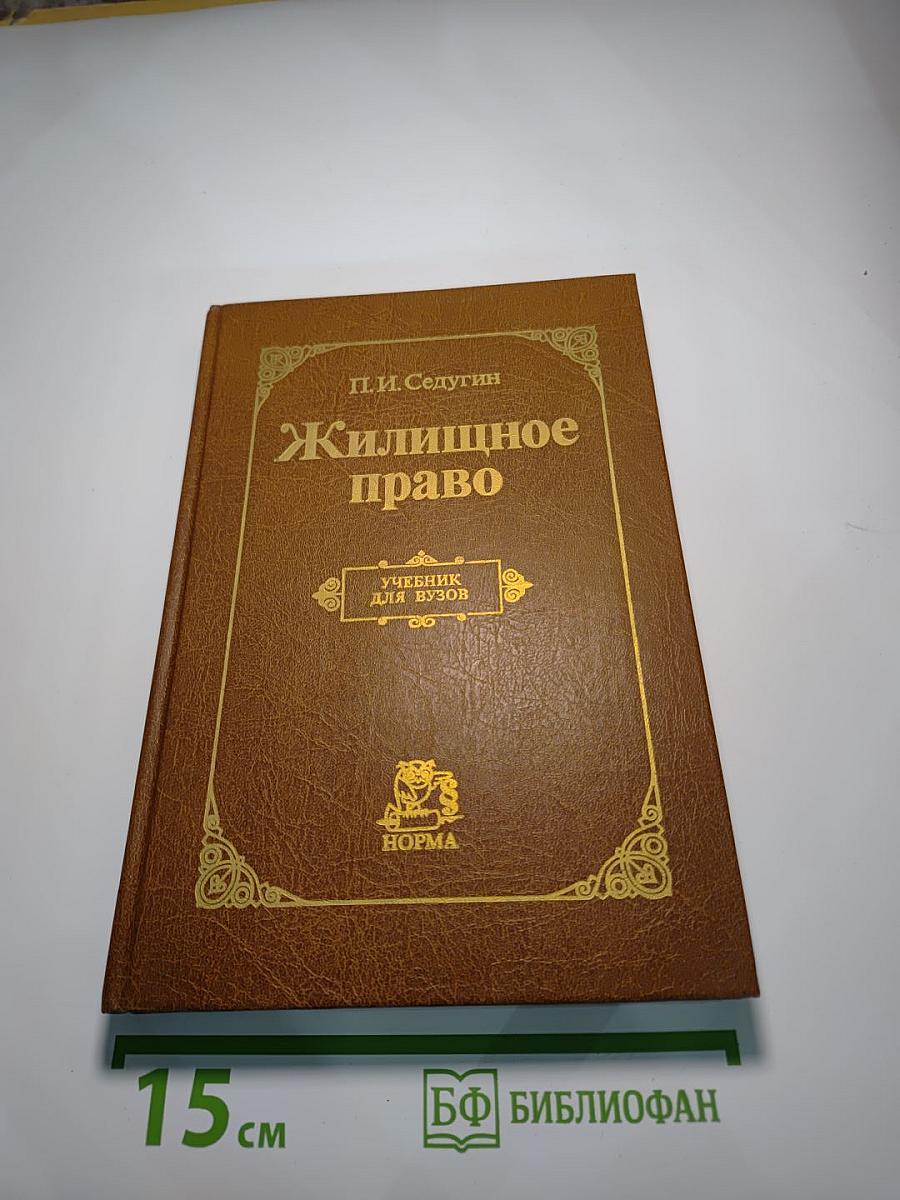 П. И. Седугин
Жилищное
право
УЧЕБНИК
ДЛЯ ВУЗОВ
НОРМА
15 см
БФ БИБЛИОФАН